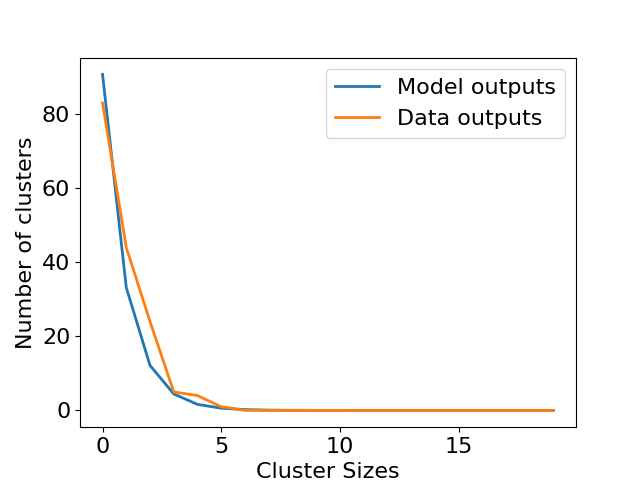 Model outputs
Data outputs
80
60
40
20
0
Number of clusters
0 5 10 15
Cluster Sizes